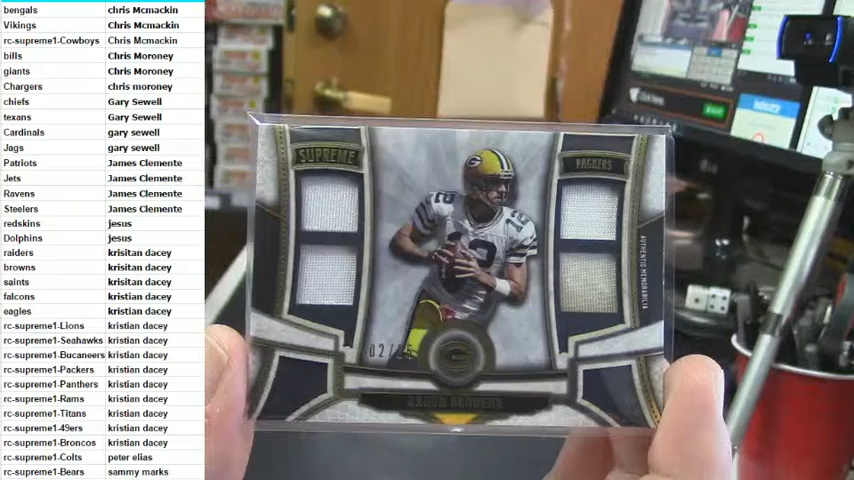 bengals Chris Mcmackin
Vikings Chris Mcmackin
rc-supreme1-Cowboys Chris Mcmackin
bills Chris Moroney
giants Chris Moroney
Chargers chris moroney
chiefs Gary Sewell
texans Gary Sewell
Cardinals gary sewell
Jags gary sewell
Patriots James Clemente
Jets James Clemente
Ravens James Clemente
Steelers James Clemente
redskins jesus
Dolphins jesus
raiders krisitan dacey
browns krisitan dacey
saints kristian dacey
falcons kristian dacey
eagles kristian dacey
rc-supreme1-Lions kristian dacey
rc-supreme1-Seahawks kristian dacey
rc-supreme1-Bucaneers kristian dacey
rc-supreme1-Packers kristian dacey
rc-supreme1-Panthers kristian dacey
rc-supreme1-Rams kristian dacey
rc-supreme1-Titans kristian dacey
rc-supreme1-49ers kristian dacey
rc-supreme1-Broncos kristian dacey
rc-supreme1-Colts peter elias
rc-supreme1-Bears sammy marks
SUPREME
PACKERS
12
12
12
AUTHENTIC MEMORABILIA
G
AARON RODGERS